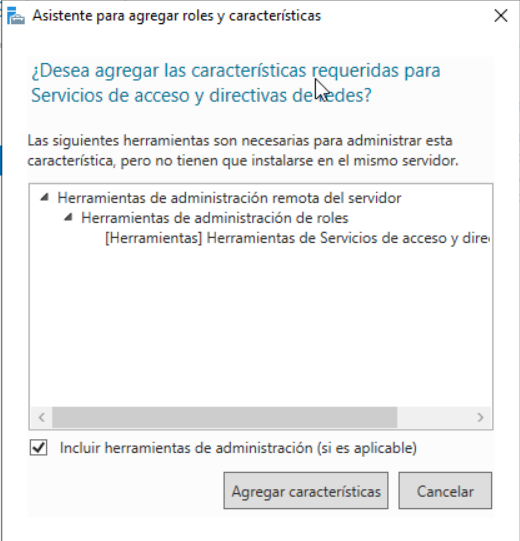 Asistente para agregar roles y características
¿Desea agregar las características requeridas para
Servicios de acceso y directivas de redes?
Las siguientes herramientas son necesarias para administrar esta
característica, pero no tienen que instalarse en el mismo servidor.
Herramientas de administración remota del servidor
Herramientas de administración de roles
[Herramientas] Herramientas de Servicios de acceso y dire
Incluir herramientas de administración (si es aplicable)
Agregar características
Cancelar